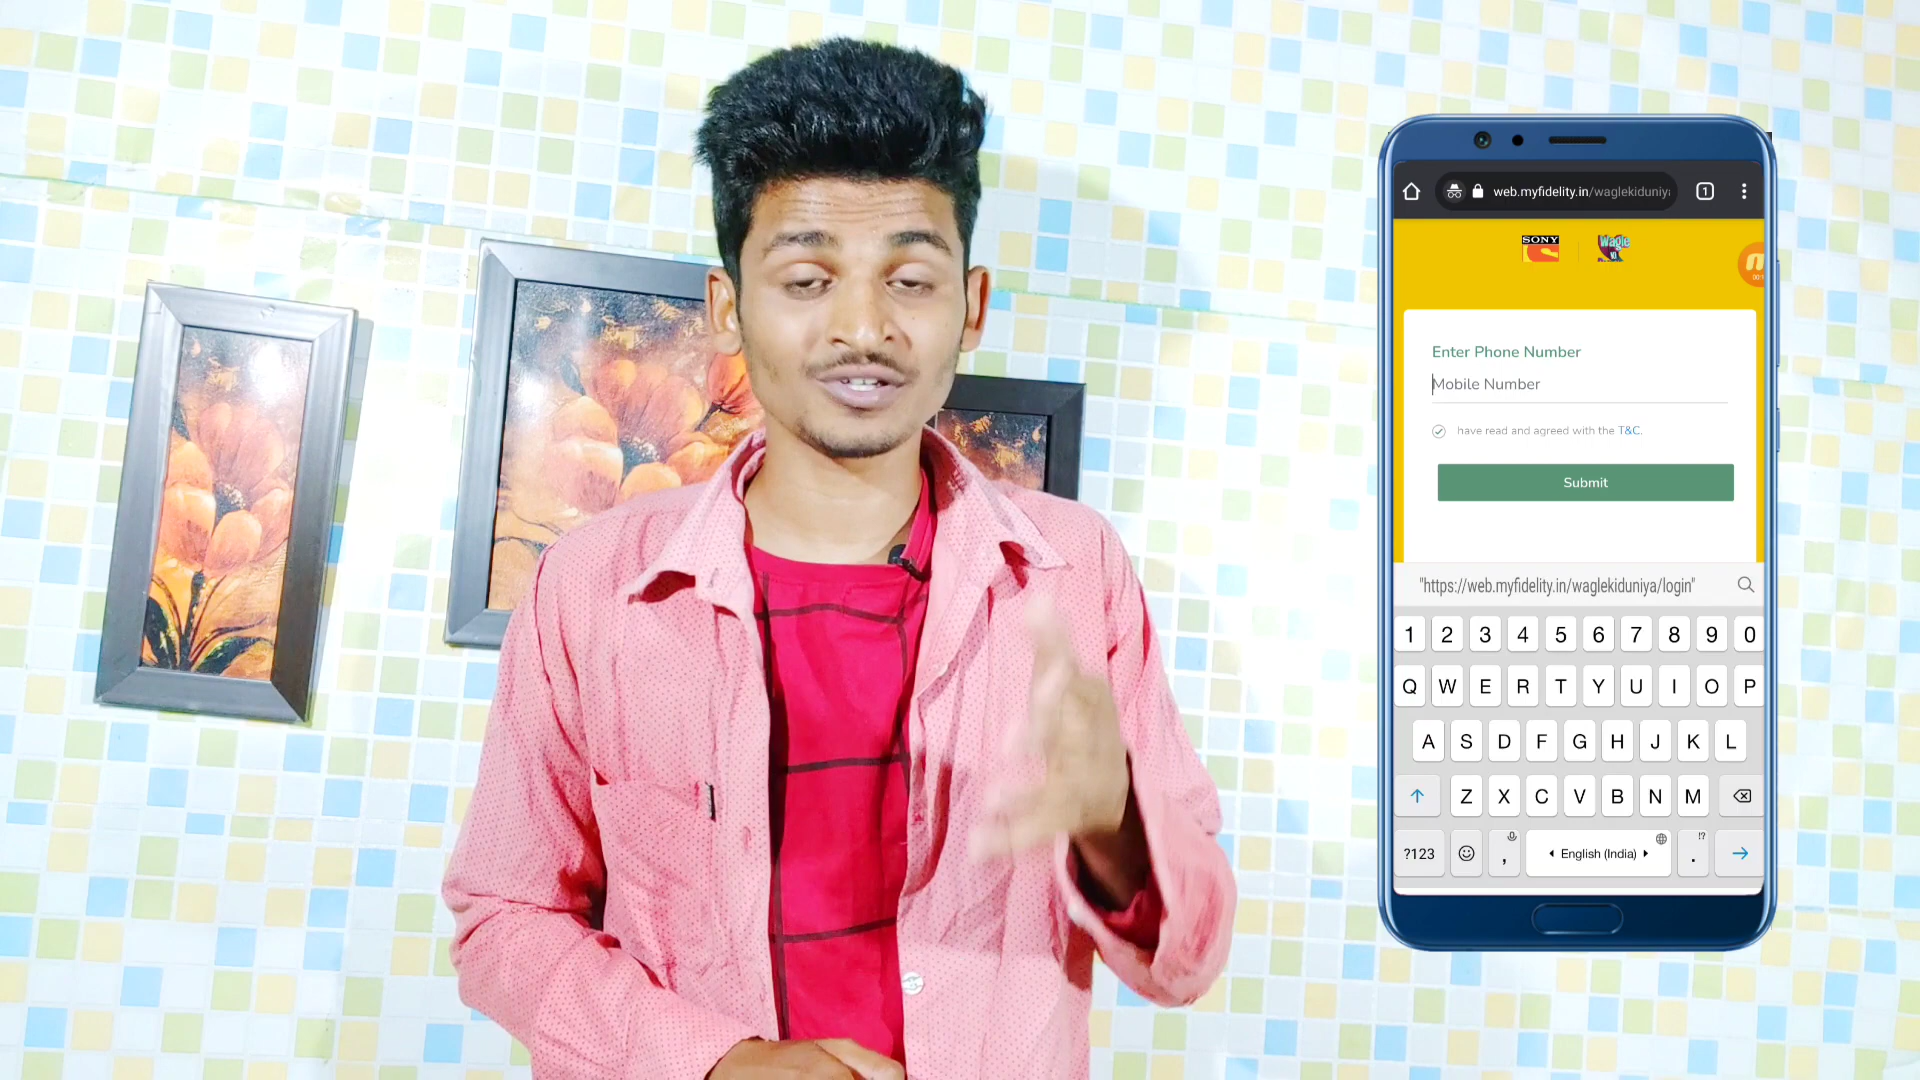 web.myfidelity.in/waglekiduniy
1
SONY
Wagle
Enter Phone Number
Mobile Number
have read and agreed with the T&C.
Submit
"https://web.myfidelity.in/waglekiduniya/login"
1 2 3 4 5 6 7 8 9 0
Q W E R T Y U I O P
A S D F G H J K L
Z X C V B N M
?123 , English (India) . !?